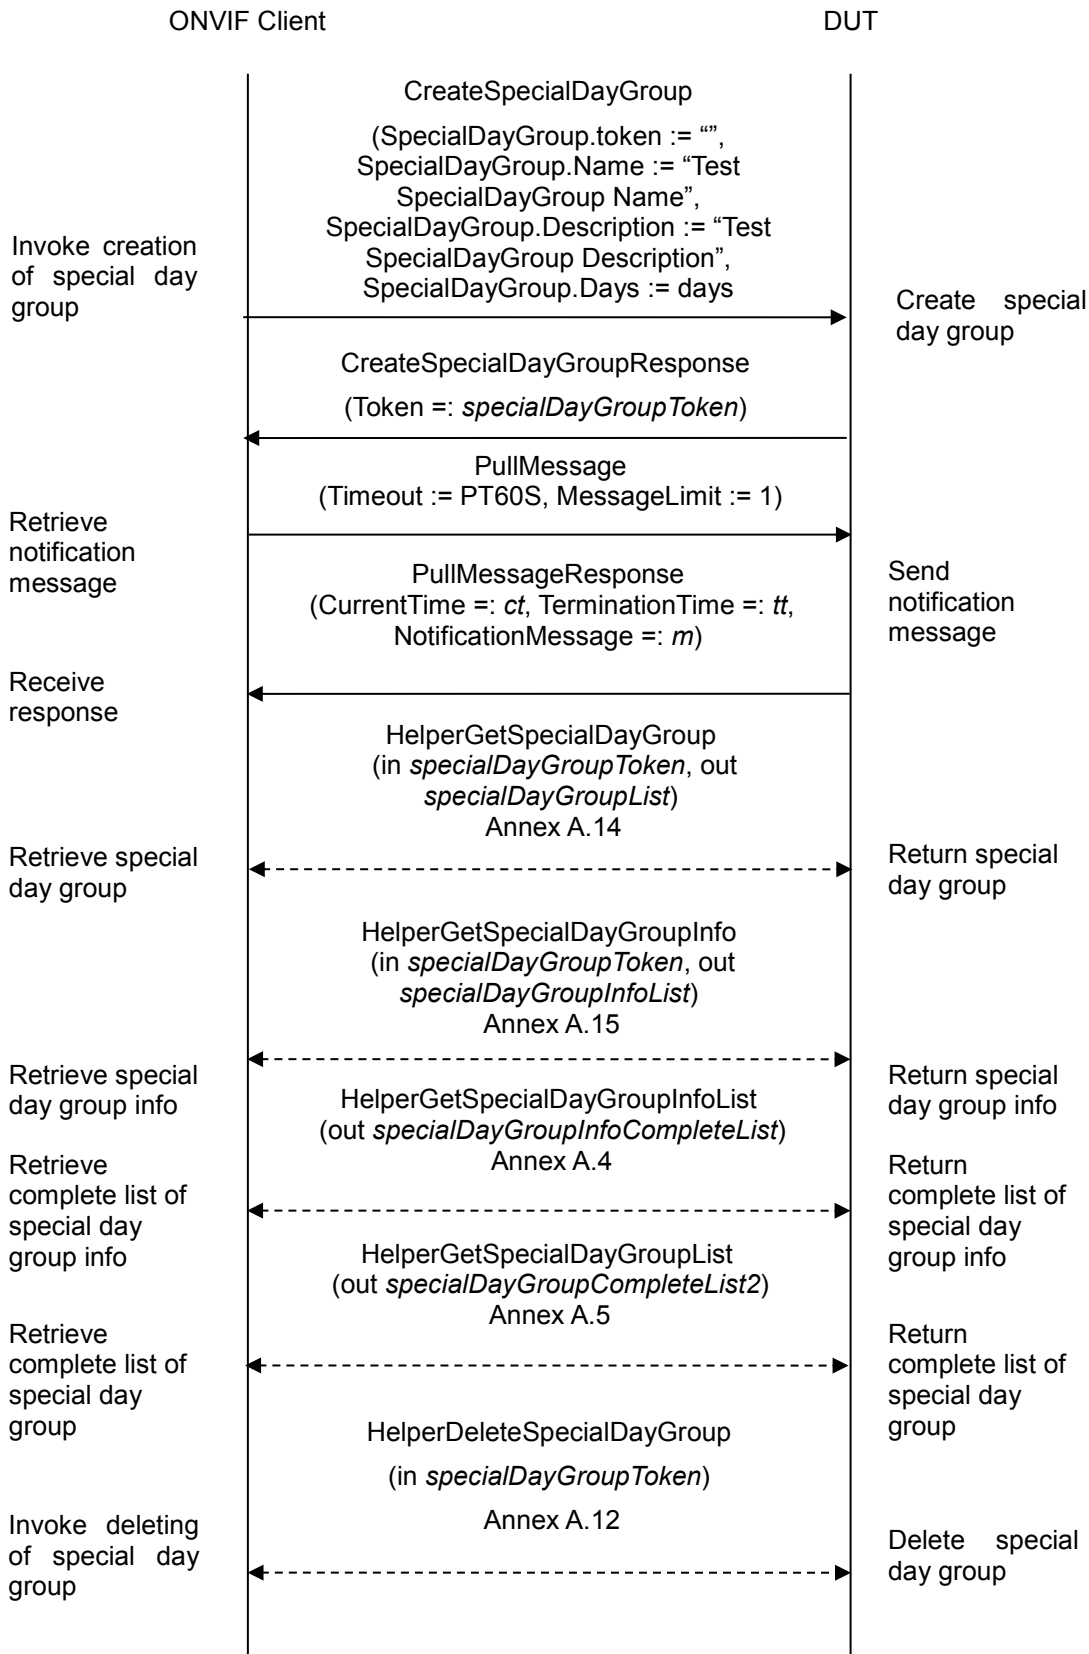 ONVIF Client
DUT
CreateSpecialDayGroup
(SpecialDayGroup.token := “”,
SpecialDayGroup.Name := “Test
SpecialDayGroup Name”,
SpecialDayGroup.Description := “Test
SpecialDayGroup Description”,
SpecialDayGroup.Days := days
Invoke creation
of special day
group
Create special
day group
CreateSpecialDayGroupResponse
(Token =: specialDayGroupToken)
PullMessage
(Timeout := PT60S, MessageLimit := 1)
Retrieve
notification
message
PullMessageResponse
(CurrentTime =: ct, TerminationTime =: tt,
NotificationMessage =: m)
Send
notification
message
Receive
response
HelperGetSpecialDayGroup
(in specialDayGroupToken, out
specialDayGroupList)
Annex A.14
Retrieve special
day group
Return special
day group
HelperGetSpecialDayGroupInfo
(in specialDayGroupToken, out
specialDayGroupInfoList)
Annex A.15
Retrieve special
day group info
Return special
day group info
HelperGetSpecialDayGroupInfoList
(out specialDayGroupInfoCompleteList)
Annex A.4
Retrieve
complete list of
special day
group info
Return
complete list of
special day
group info
HelperGetSpecialDayGroupList
(out specialDayGroupCompleteList2)
Annex A.5
Retrieve
complete list of
special day
group
Return
complete list of
special day
group
HelperDeleteSpecialDayGroup
(in specialDayGroupToken)
Annex A.12
Invoke deleting
of special day
group
Delete special
day group